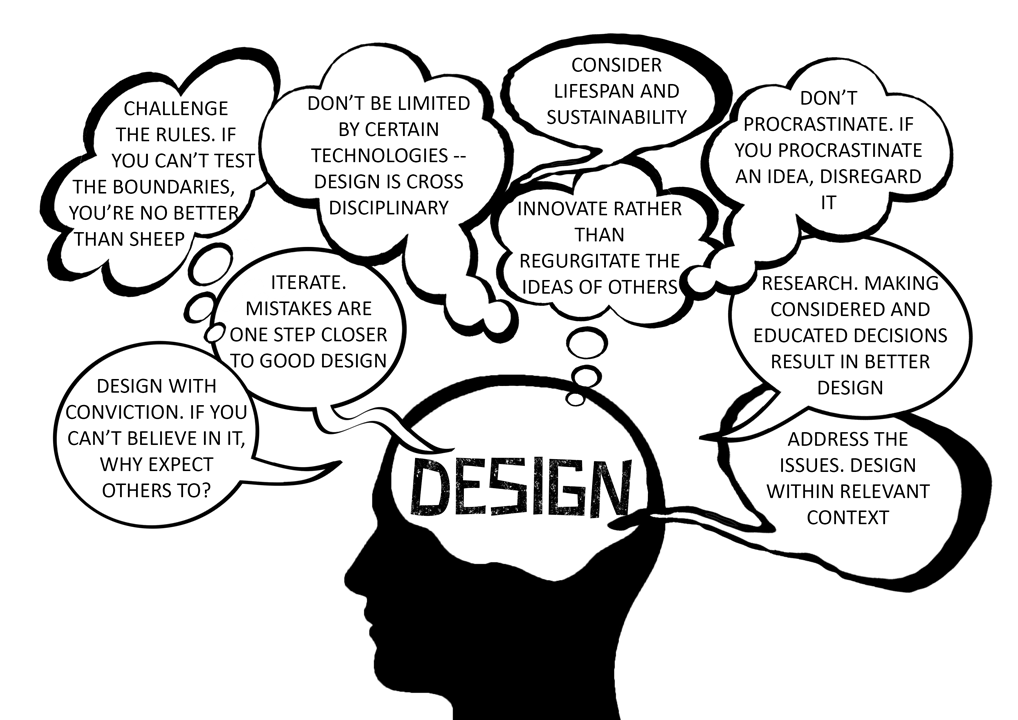 CHALLENGE
THE RULES. IF
YOU CAN'T TEST
THE BOUNDARIES,
YOU'RE NO BETTER
THAN SHEEP
DON'T BE LIMITED
BY CERTAIN
TECHNOLOGIES --
DESIGN IS CROSS
DISCIPLINARY
CONSIDER
LIFESPAN AND
SUSTAINABILITY
DON'T
PROCRASTINATE. IF
YOU PROCRASTINATE
AN IDEA, DISREGARD
IT
INNOVATE RATHER
THAN
REGURGITATE THE
IDEAS OF OTHERS
ITERATE.
MISTAKES ARE
ONE STEP CLOSER
TO GOOD DESIGN
RESEARCH. MAKING
CONSIDERED AND
EDUCATED DECISIONS
RESULT IN BETTER
DESIGN
DESIGN WITH
CONVICTION. IF YOU
CAN'T BELIEVE IN IT,
WHY EXPECT
OTHERS TO?
ADDRESS THE
ISSUES. DESIGN
WITHIN RELEVANT
CONTEXT
DESIGN